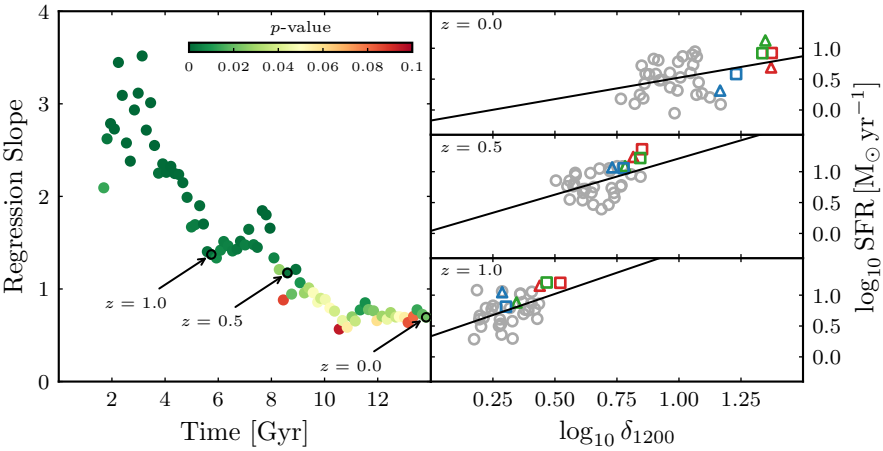 p-value
0 0.02 0.04 0.06 0.08 0.1
4
3
2
1
0
Regression Slope
z = 1.0
z = 0.5
z = 0.0
2 4 6 8 10 12
Time [Gyr]
z = 0.0
1.0
0.5
0.0
z = 0.5
1.0
0.5
0.0
z = 1.0
1.0
0.5
0.0
log₁₀ SFR [M⊙ yr⁻¹]
0.25 0.50 0.75 1.00 1.25
log₁₀ δ₁₂₀₀